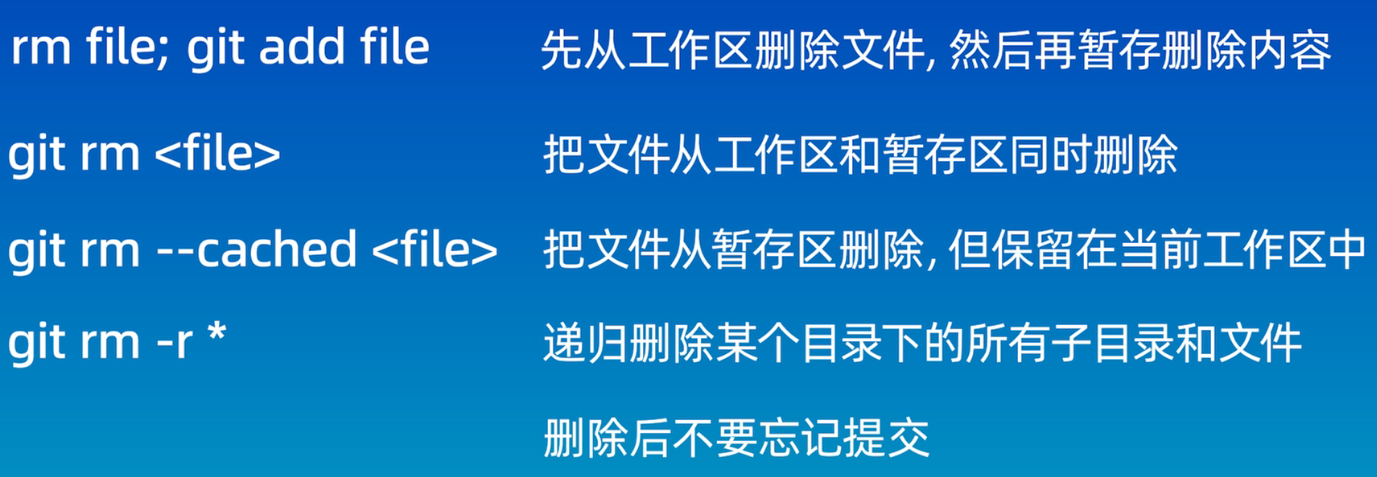 rm file; git add file 先从工作区删除文件, 然后再暂存删除内容
git rm <file> 把文件从工作区和暂存区同时删除
git rm --cached <file> 把文件从暂存区删除, 但保留在当前工作区中
git rm -r * 递归删除某个目录下的所有子目录和文件
删除后不要忘记提交